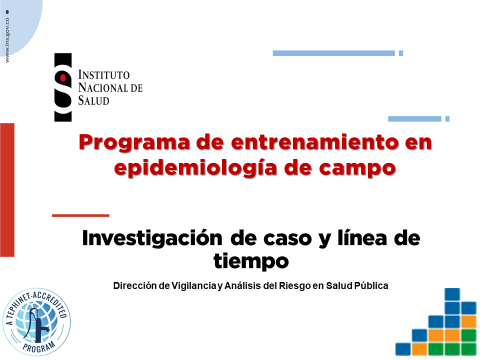 www.ins.gov.co
INSTITUTO
NACIONAL DE
SALUD
Programa de entrenamiento en
epidemiología de campo
Investigación de caso y línea de
tiempo
Dirección de Vigilancia y Análisis del Riesgo en Salud Pública
A TEPHINET-ACCREDITED
PROGRAM